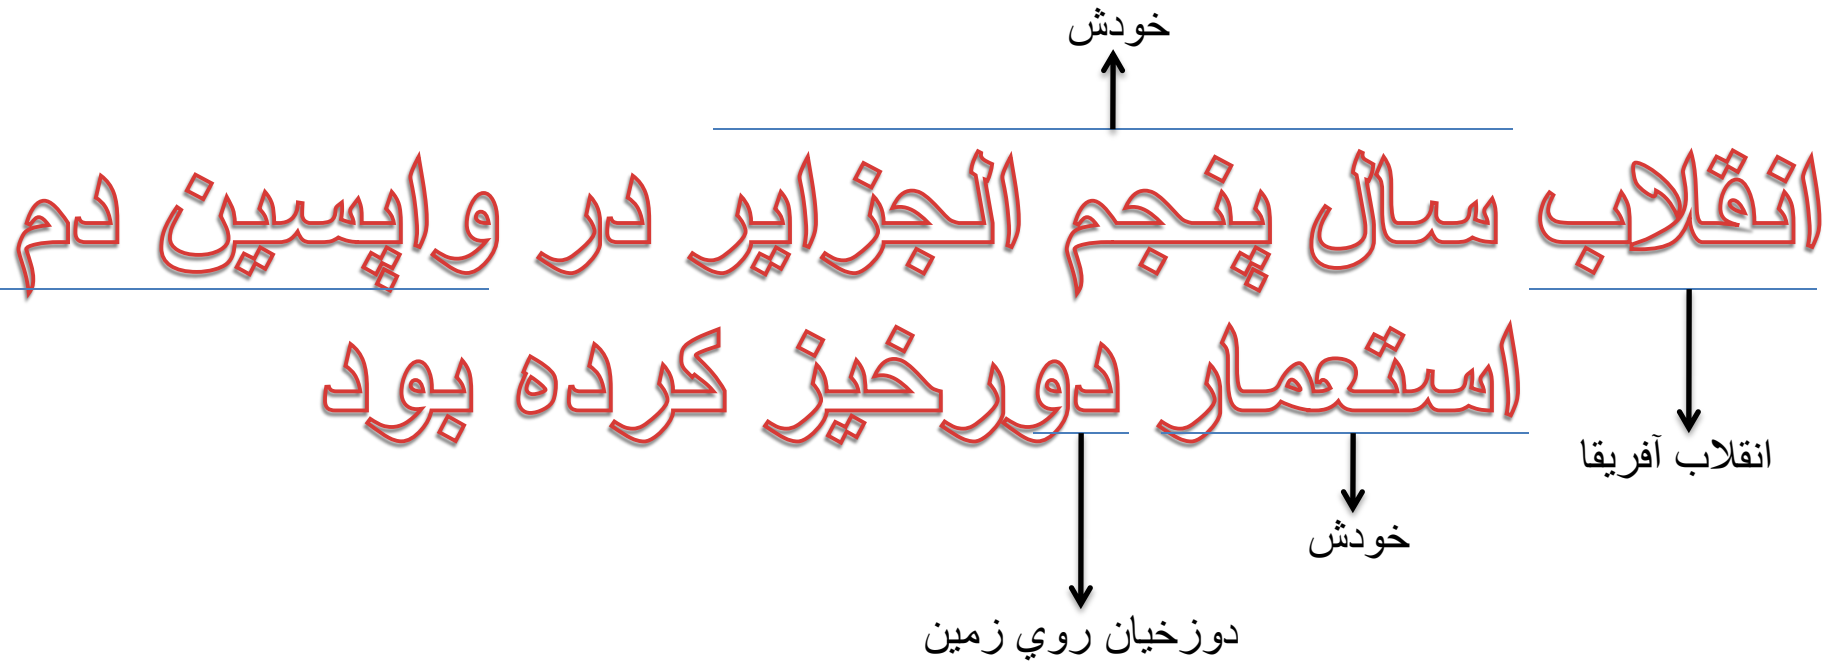 خودش
انقلاب سال پنجم الجزاير در واپسين دم
استعمار دورخيز كرده بود
انقلاب آفريقا
خودش
دوزخيان روي زمين